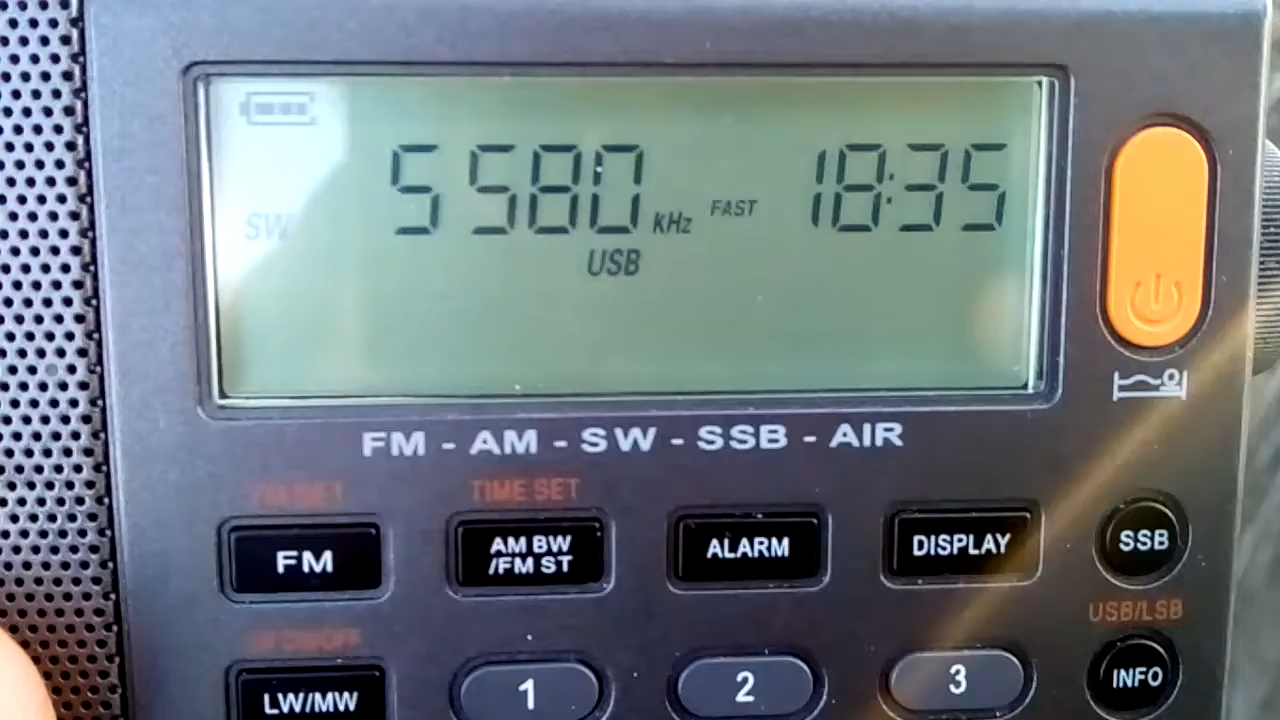 5580 KHz FAST 18:35
SW
USB
FM - AM - SW - SSB - AIR
TIME SET
FM
AM BW
/FM ST
ALARM
DISPLAY
SSB
USB/LSB
LW/MW
1
2
3
INFO